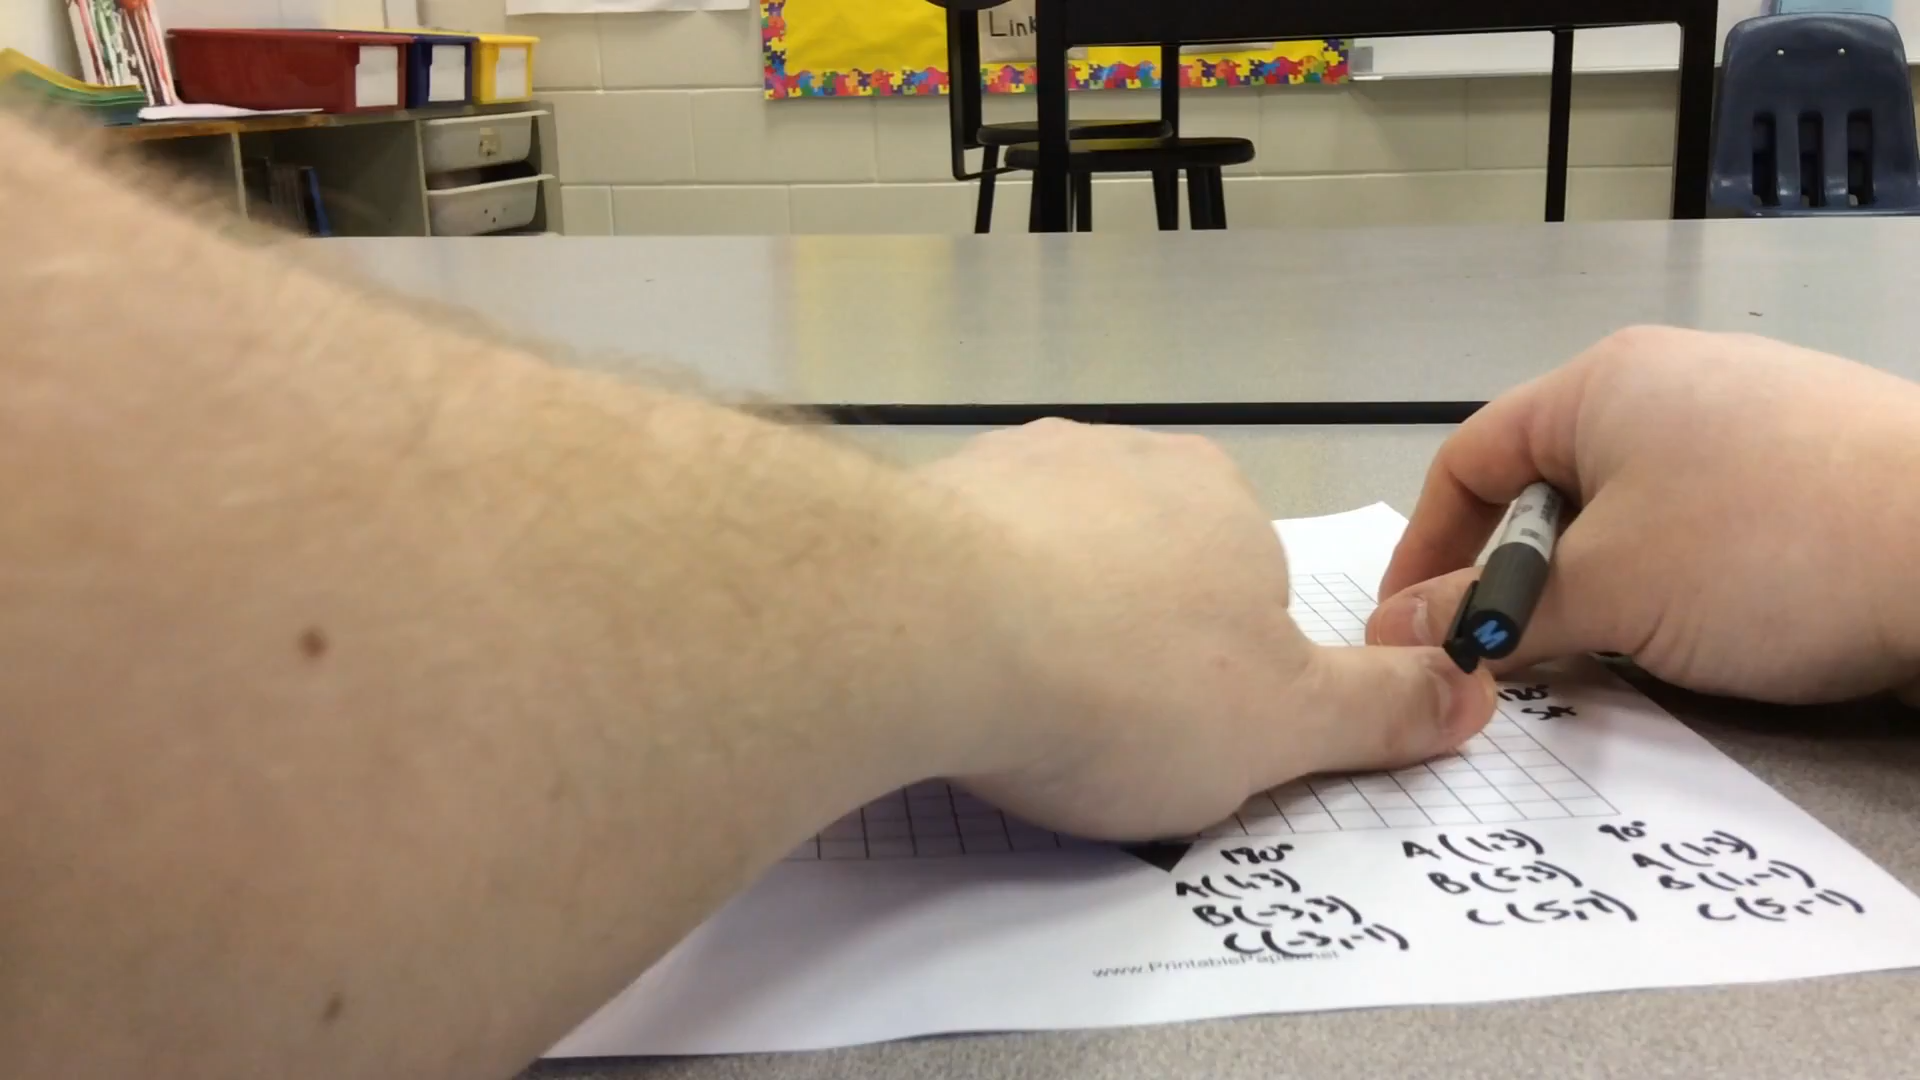 Link
M
180°
A(1,3)
B(-3,3)
C(-3,-1)
A(1,3)
B(5,3)
C(5,7)
90°
A(1,3)
B(1,-1)
C(5,-1)
www.PrintablePaper.net